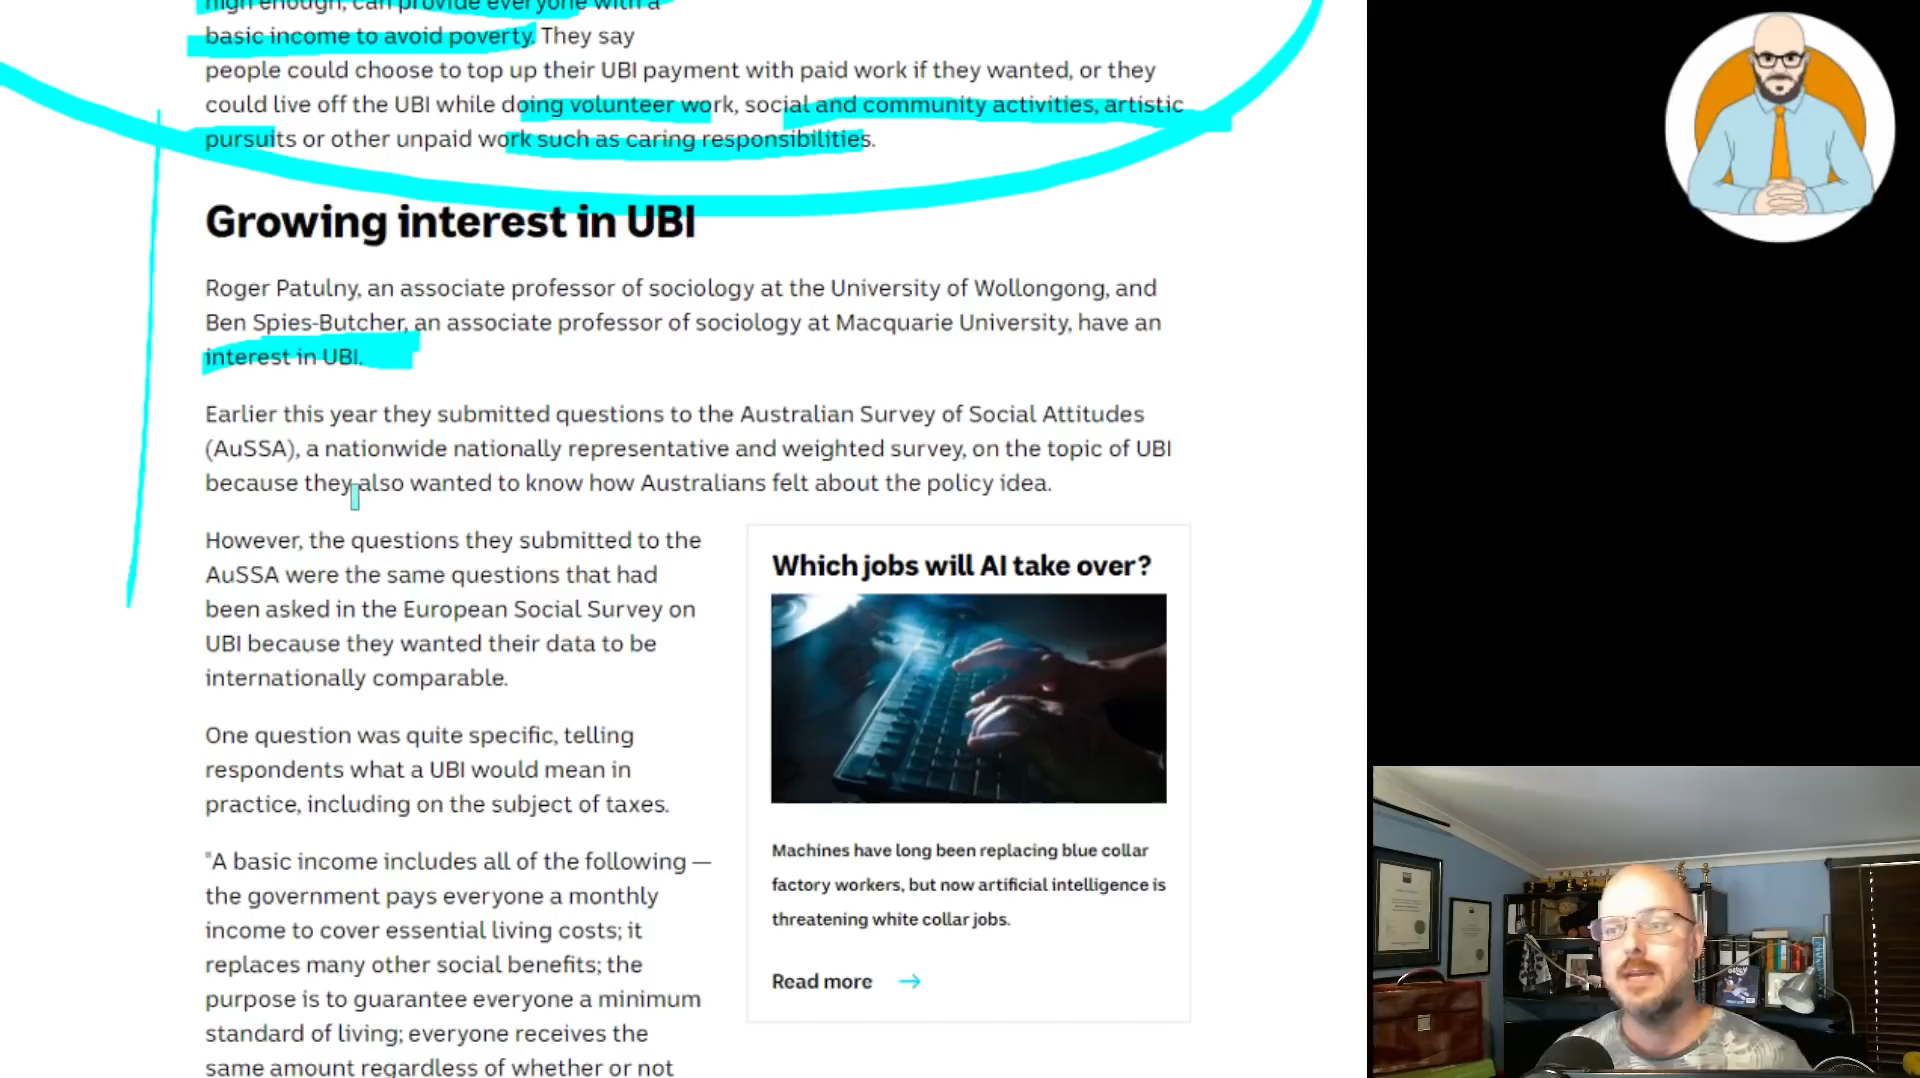 high enough, can provide everyone with a
basic income to avoid poverty. They say
people could choose to top up their UBI payment with paid work if they wanted, or they
could live off the UBI while doing volunteer work, social and community activities, artistic
pursuits or other unpaid work such as caring responsibilities.
Growing interest in UBI
Roger Patulny, an associate professor of sociology at the University of Wollongong, and
Ben Spies-Butcher, an associate professor of sociology at Macquarie University, have an
interest in UBI.
Earlier this year they submitted questions to the Australian Survey of Social Attitudes
(AuSSA), a nationwide nationally representative and weighted survey, on the topic of UBI
because they also wanted to know how Australians felt about the policy idea.
However, the questions they submitted to the
AuSSA were the same questions that had
been asked in the European Social Survey on
UBI because they wanted their data to be
internationally comparable.
One question was quite specific, telling
respondents what a UBI would mean in
practice, including on the subject of taxes.
"A basic income includes all of the following —
the government pays everyone a monthly
income to cover essential living costs; it
replaces many other social benefits; the
purpose is to guarantee everyone a minimum
standard of living; everyone receives the
same amount regardless of whether or not
Which jobs will AI take over?
Machines have long been replacing blue collar
factory workers, but now artificial intelligence is
threatening white collar jobs.
Read more →